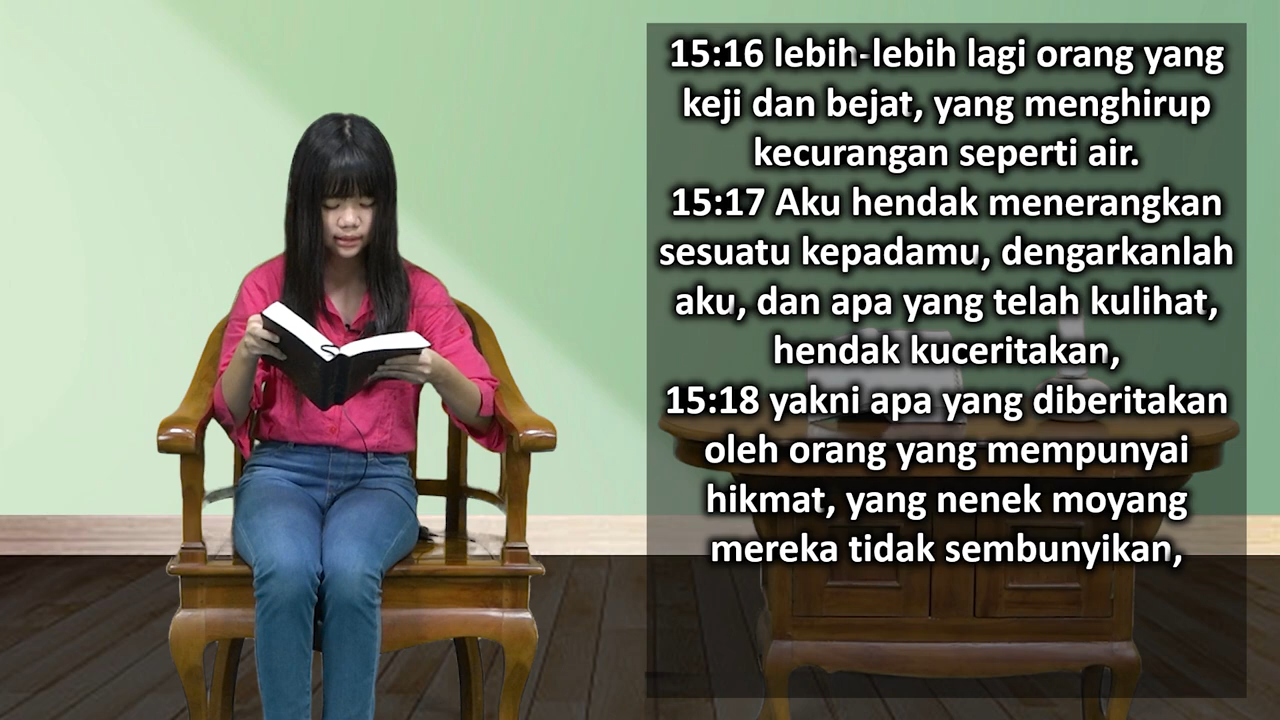 15:16 lebih-lebih lagi orang yang
keji dan bejat, yang menghirup
kecurangan seperti air.
15:17 Aku hendak menerangkan
sesuatu kepadamu, dengarkanlah
aku, dan apa yang telah kulihat,
hendak kuceritakan,
15:18 yakni apa yang diberitakan
oleh orang yang mempunyai
hikmat, yang nenek moyang
mereka tidak sembunyikan,